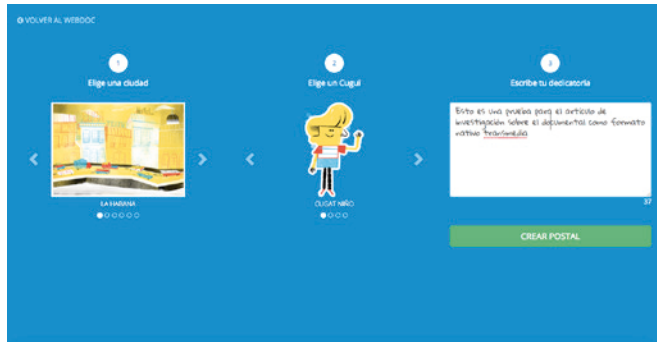 VOLVER AL WEBDOC
1
Elige una ciudad
LA HABANA
2
Elige un Cugui
CUGAT NIÑO
3
Escribe tu dedicatoria
Esto es una prueba para el artículo de
investigación sobre el documental como formato
nativo transmedia
37
CREAR POSTAL